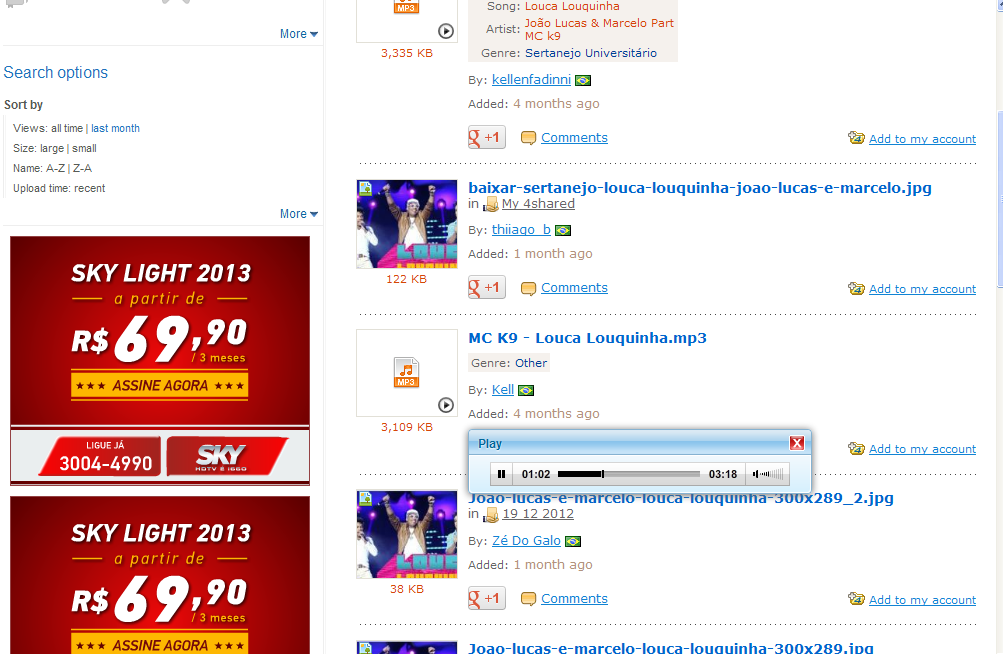 More
Search options
Sort by
Views: all time | last month
Size: large | small
Name: A-Z | Z-A
Upload time: recent
More
SKY LIGHT 2013
a partir de
R$ 69,90
/ 3 meses
★★★ ASSINE AGORA ★★★
LIGUE JÁ
3004-4990
SKY
HDTV É ISSO
SKY LIGHT 2013
a partir de
R$ 69,90
/ 3 meses
★★★ ASSINE AGORA ★★★
MP3
3,335 KB
Song: Louca Louquinha
Artist: João Lucas & Marcelo Part
MC k9
Genre: Sertanejo Universitário
By: kellenfadinni
Added: 4 months ago
g +1 Comments
Add to my account
baixar-sertanejo-louca-louquinha-joao-lucas-e-marcelo.jpg
in My 4shared
By: thiiago_b
Added: 1 month ago
122 KB
g +1 Comments
Add to my account
MC K9 - Louca Louquinha.mp3
Genre: Other
MP3
By: Kell
Added: 4 months ago
3,109 KB
Play
Add to my account
01:02 03:18
Joao-lucas-e-marcelo-louca-louquinha-300x289_2.jpg
in 19 12 2012
By: Zé Do Galo
Added: 1 month ago
38 KB
g +1 Comments
Add to my account
Joao-lucas-e-marcelo-louca-louquinha-300x289.jpg